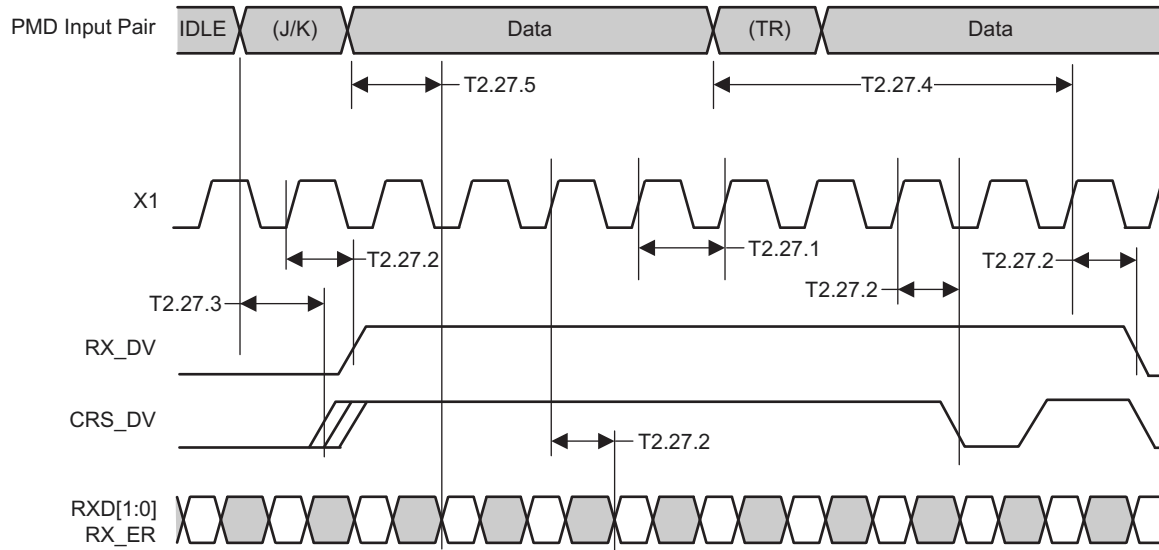 PMD Input Pair IDLE (J/K) Data (TR) Data
T2.27.5 T2.27.4
X1
T2.27.2 T2.27.1 T2.27.2
T2.27.3 T2.27.2
RX_DV
CRS_DV
T2.27.2
RXD[1:0]
RX_ER